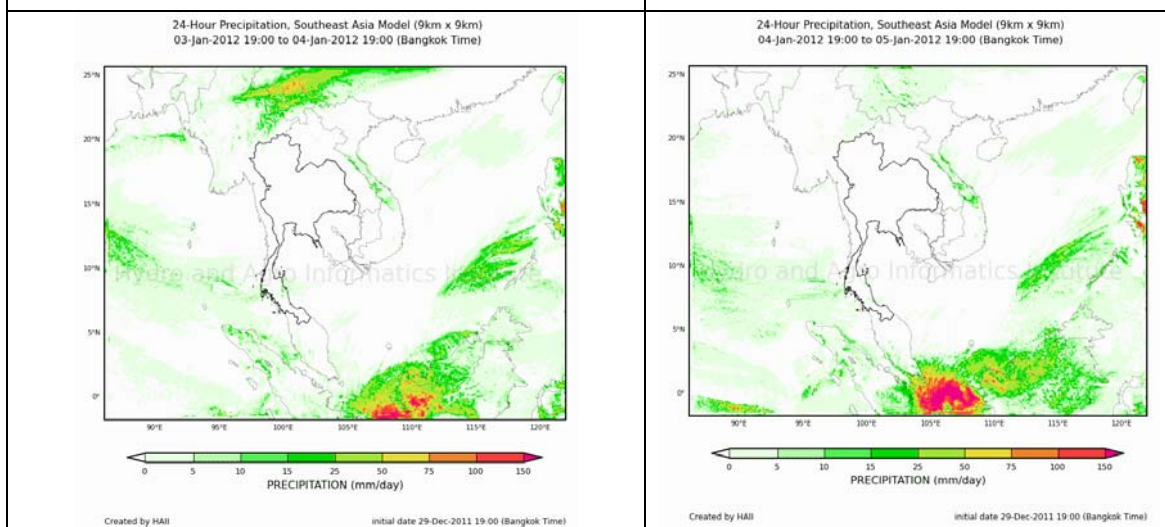 24-Hour Precipitation, Southeast Asia Model (9km x 9km)
03-Jan-2012 19:00 to 04-Jan-2012 19:00 (Bangkok Time)
25°N
20°N
15°N
10°N
5°N
0°
90°E 95°E 100°E 105°E 110°E 115°E 120°E
Hydro and Agro Informatics Institute
0 5 10 15 25 50 75 100 150
PRECIPITATION (mm/day)
Created by HAII initial date 29-Dec-2011 19:00 (Bangkok Time)
24-Hour Precipitation, Southeast Asia Model (9km x 9km)
04-Jan-2012 19:00 to 05-Jan-2012 19:00 (Bangkok Time)
25°N
20°N
15°N
10°N
5°N
0°
90°E 95°E 100°E 105°E 110°E 115°E 120°E
Hydro and Agro Informatics Institute
0 5 10 15 25 50 75 100 150
PRECIPITATION (mm/day)
Created by HAII initial date 29-Dec-2011 19:00 (Bangkok Time)